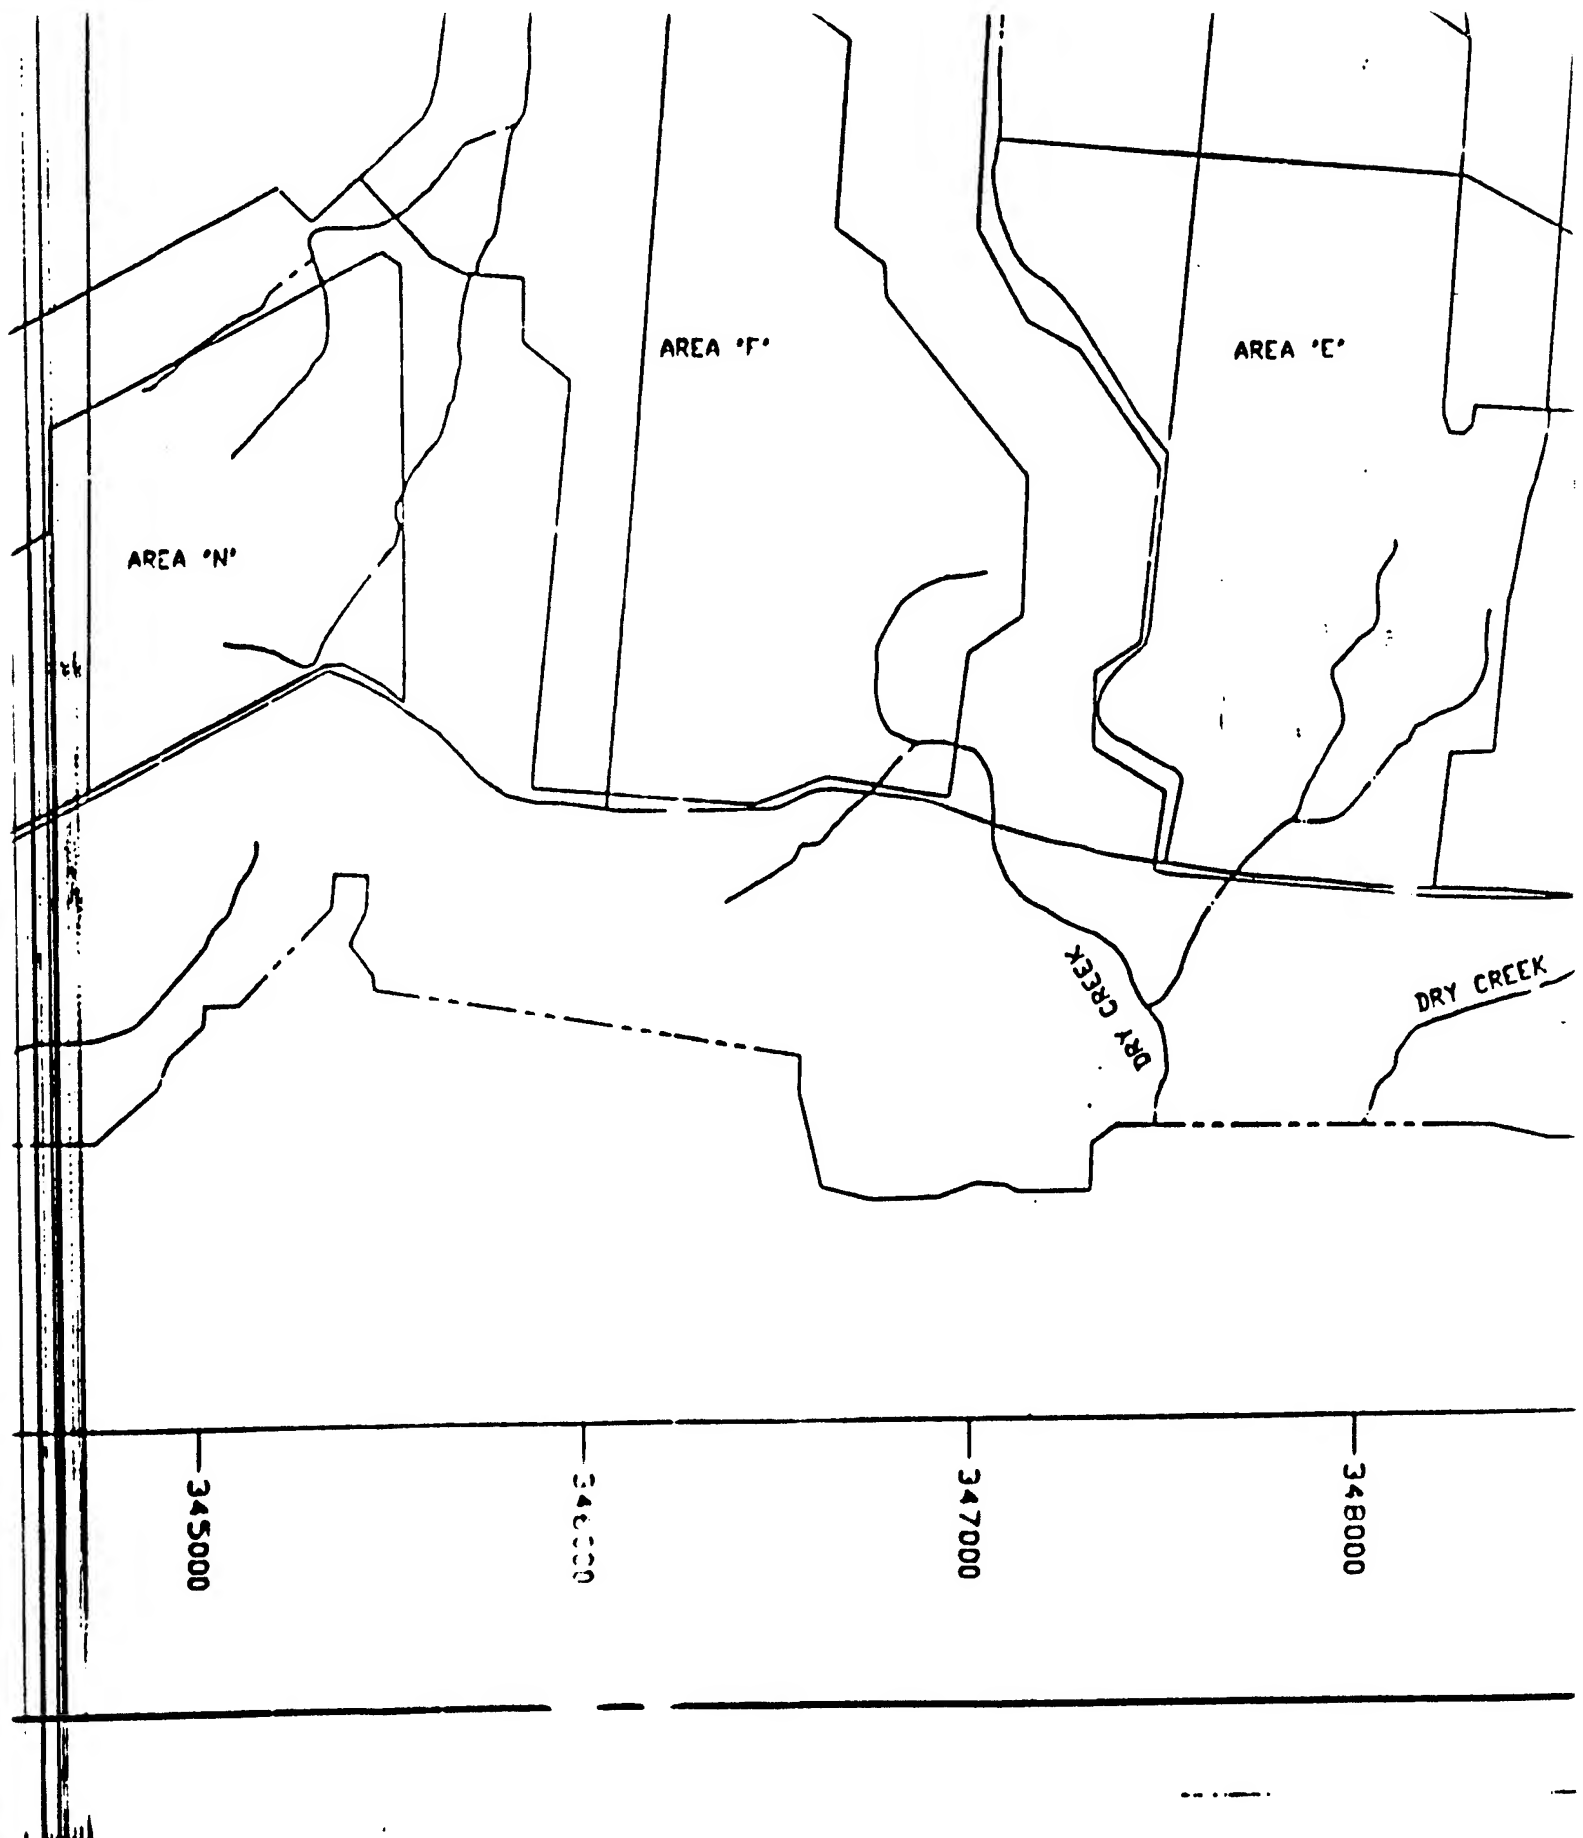 AREA "F"
AREA "E"
AREA "N"
DRY CREEK
DRY CREEK
345000
347000
348000